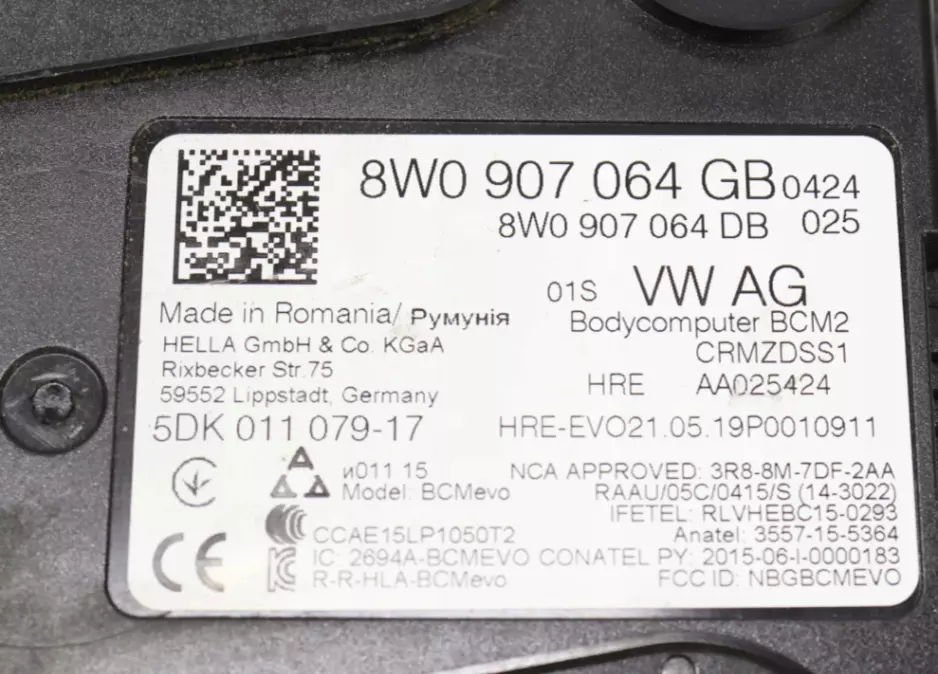 8W0 907 064 GB 0424
8W0 907 064 DB 025
01S VW AG
Made in Romania/ Румунія
Bodycomputer BCM2
HELLA GmbH & Co. KGaA
CRMZDSS1
Rixbecker Str.75
HRE AA025424
59552 Lippstadt, Germany
5DK 011 079-17
HRE-EVO21.05.19P0010911
и011 15
NCA APPROVED: 3R8-8M-7DF-2AA
Model: BCMevo
RAAU/05C/0415/S (14-3022)
IFETEL: RLVHEBC15-0293
CCAE15LP1050T2
Anatel: 3557-15-5364
IC: 2694A-BCMEVO CONATEL PY: 2015-06-I-0000183
R-R-HLA-BCMevo
FCC ID: NBGBCMEVO
CE